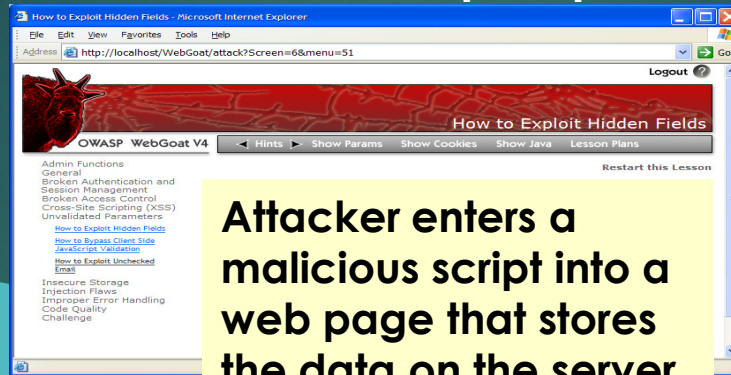 How to Exploit Hidden Fields - Microsoft Internet Explorer
File Edit View Favorites Tools Help
Address http://localhost/WebGoat/attack?Screen=6&menu=51 Go
Logout ?
How to Exploit Hidden Fields
OWASP WebGoat V4 Hints Show Params Show Cookies Show Java Lesson Plans
Restart this Lesson
Admin Functions
General
Broken Authentication and
Session Management
Broken Access Control
Cross-Site Scripting (XSS)
Unvalidated Parameters
How to Exploit Hidden Fields
How to Bypass Client Side
JavaScript Validation
How to Exploit Unchecked
Email
Insecure Storage
Injection Flaws
Improper Error Handling
Code Quality
Challenge
Attacker enters a
malicious script into a
web page that stores
the data on the server